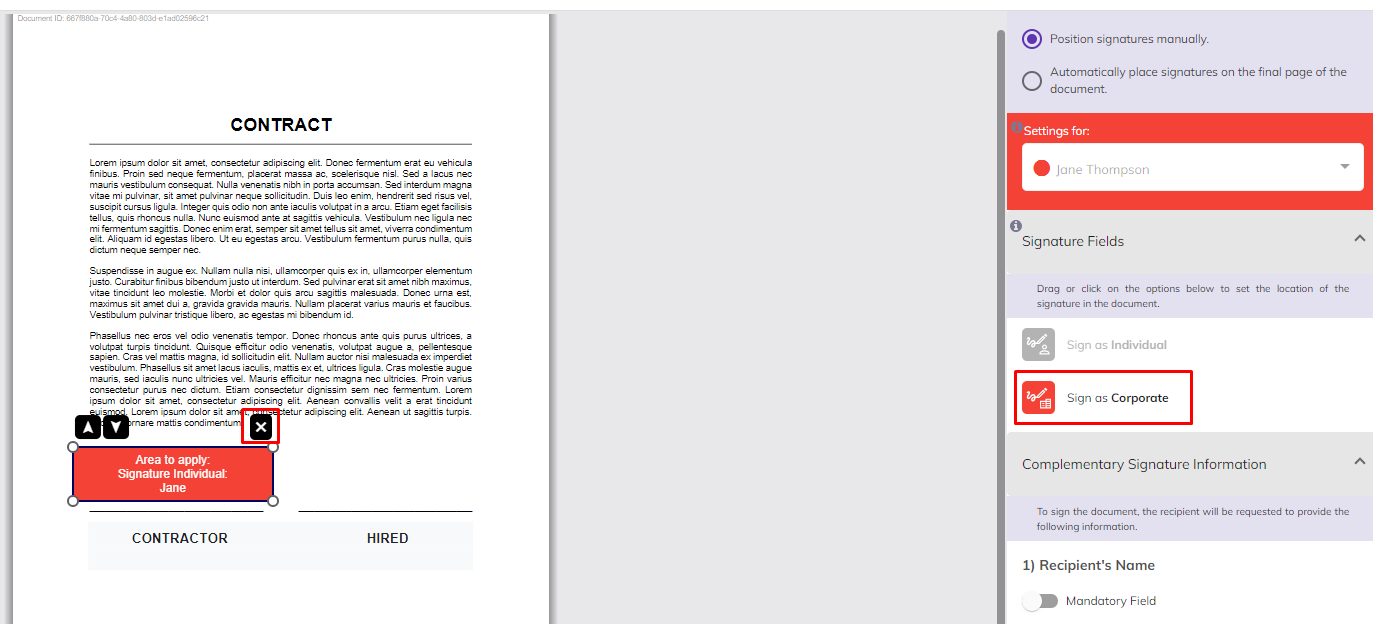 Document ID: 667f880a-70c4-4a80-803d-e1ad02596c21
CONTRACT
Lorem ipsum dolor sit amet, consectetur adipiscing elit. Donec fermentum erat eu vehicula
finibus. Proin sed neque fermentum, placerat massa ac, scelerisque nisl. Sed a lacus nec
mauris vestibulum consequat. Nulla venenatis nibh in porta accumsan. Sed interdum magna
vitae mi pulvinar, sit amet pulvinar neque sollicitudin. Duis leo enim, hendrerit sed risus vel,
suscipit cursus ligula. Integer quis odio non ante iaculis volutpat in a arcu. Etiam eget facilisis
tellus, quis rhoncus nulla. Nunc euismod ante at sagittis vehicula. Vestibulum nec ligula nec
mi fermentum sagittis. Donec enim erat, semper sit amet tellus sit amet, viverra condimentum
elit. Aliquam id egestas libero. Ut eu egestas arcu. Vestibulum fermentum purus nulla, quis
dictum neque semper nec.
Suspendisse in augue ex. Nullam nulla nisi, ullamcorper quis ex in, ullamcorper elementum
justo. Curabitur finibus bibendum justo ut interdum. Sed pulvinar erat sit amet nibh maximus,
vitae tincidunt leo molestie. Morbi et dolor quis arcu sagittis malesuada. Donec urna est,
maximus sit amet dui a, gravida gravida mauris. Nullam placerat varius mauris et faucibus.
Vestibulum pulvinar tristique libero, ac egestas mi bibendum id.
Phasellus nec eros vel odio venenatis tempor. Donec rhoncus ante quis purus ultrices, a
volutpat turpis tincidunt. Quisque efficitur odio venenatis, volutpat augue a, pellentesque
sapien. Cras vel mattis magna, id sollicitudin elit. Nullam auctor nisi malesuada ex imperdiet
vestibulum. Phasellus sit amet lacus iaculis, mattis ex et, ultrices ligula. Cras molestie augue
mauris, sed iaculis nunc ultricies vel. Mauris efficitur nec magna nec ultricies. Proin varius
consectetur purus nec dictum. Etiam consectetur dignissim sem nec fermentum. Lorem
ipsum dolor sit amet, consectetur adipiscing elit. Aenean convallis velit a erat tincidunt
euismod. Lorem ipsum dolor sit amet, consectetur adipiscing elit. Aenean ut sagittis turpis.
ornare mattis condimentum
Area to apply:
Signature Individual:
Jane
CONTRACTOR HIRED
Position signatures manually.
Automatically place signatures on the final page of the
document.
Settings for:
Jane Thompson
Signature Fields
Drag or click on the options below to set the location of the
signature in the document.
Sign as Individual
Sign as Corporate
Complementary Signature Information
To sign the document, the recipient will be requested to provide the
following information.
1) Recipient's Name
Mandatory Field